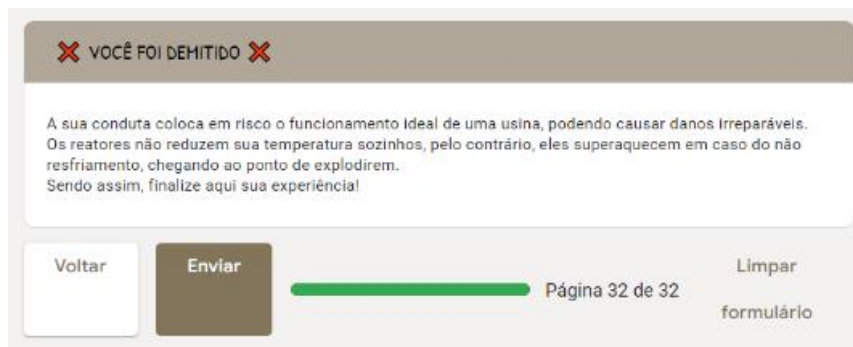 ❌ VOCÊ FOI DEMITIDO ❌
A sua conduta coloca em risco o funcionamento ideal de uma usina, podendo causar danos irreparáveis.
Os reatores não reduzem sua temperatura sozinhos, pelo contrário, eles superaquecem em caso do não
resfriamento, chegando ao ponto de explodirem.
Sendo assim, finalize aqui sua experiência!
Voltar
Enviar
Página 32 de 32
Limpar
formulário